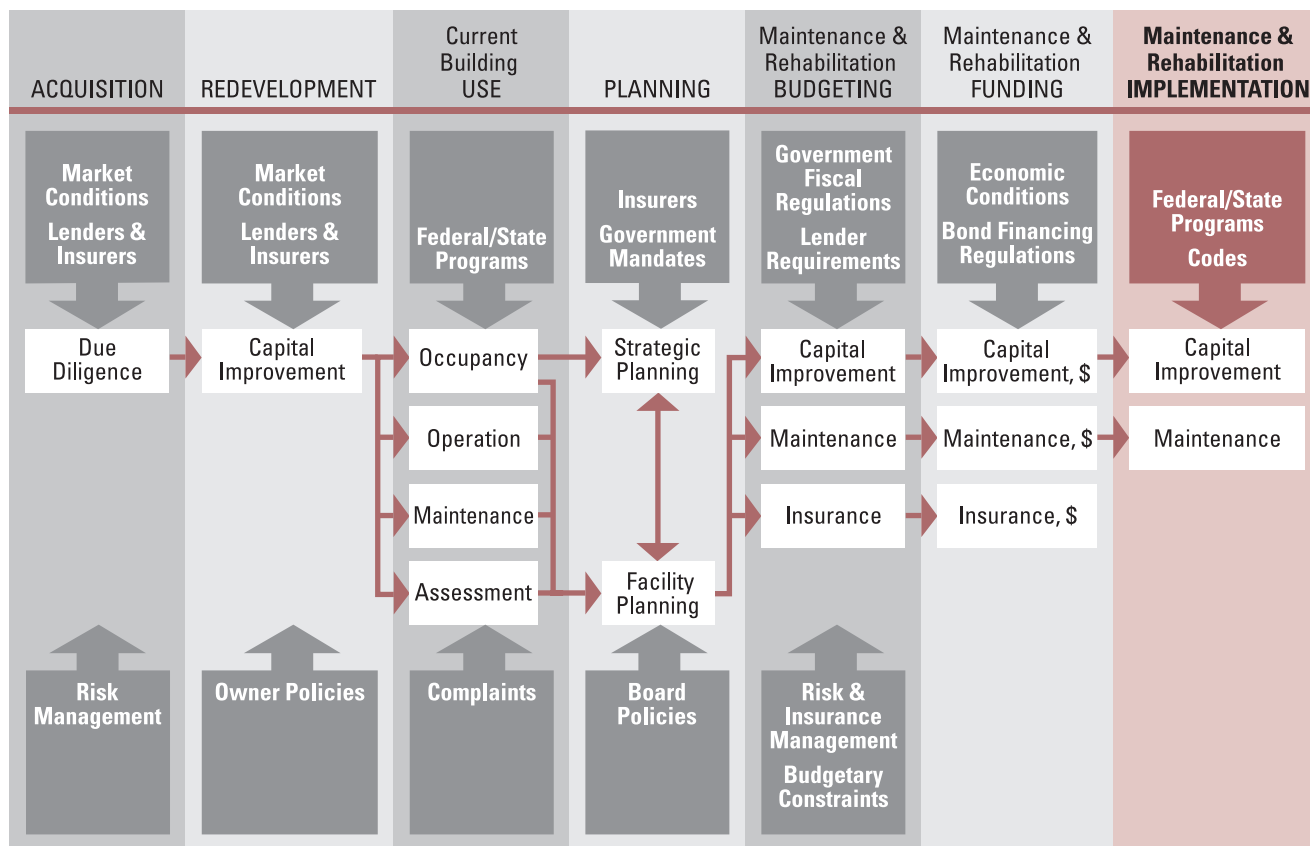 ACQUISITION
REDEVELOPMENT
Current
Building
USE
PLANNING
Maintenance &
Rehabilitation
BUDGETING
Maintenance &
Rehabilitation
FUNDING
Maintenance &
Rehabilitation
IMPLEMENTATION
Market
Conditions
Lenders &
Insurers
Market
Conditions
Lenders &
Insurers
Federal/State
Programs
Insurers
Government
Mandates
Government
Fiscal
Regulations
Lender
Requirements
Economic
Conditions
Bond Financing
Regulations
Federal/State
Programs
Codes
Due
Diligence
Capital
Improvement
Occupancy
Strategic
Planning
Capital
Improvement
Capital
Improvement, $
Capital
Improvement
Operation
Maintenance
Maintenance, $
Maintenance
Maintenance
Insurance
Insurance, $
Assessment
Facility
Planning
Risk
Management
Owner Policies
Complaints
Board
Policies
Risk &
Insurance
Management
Budgetary
Constraints